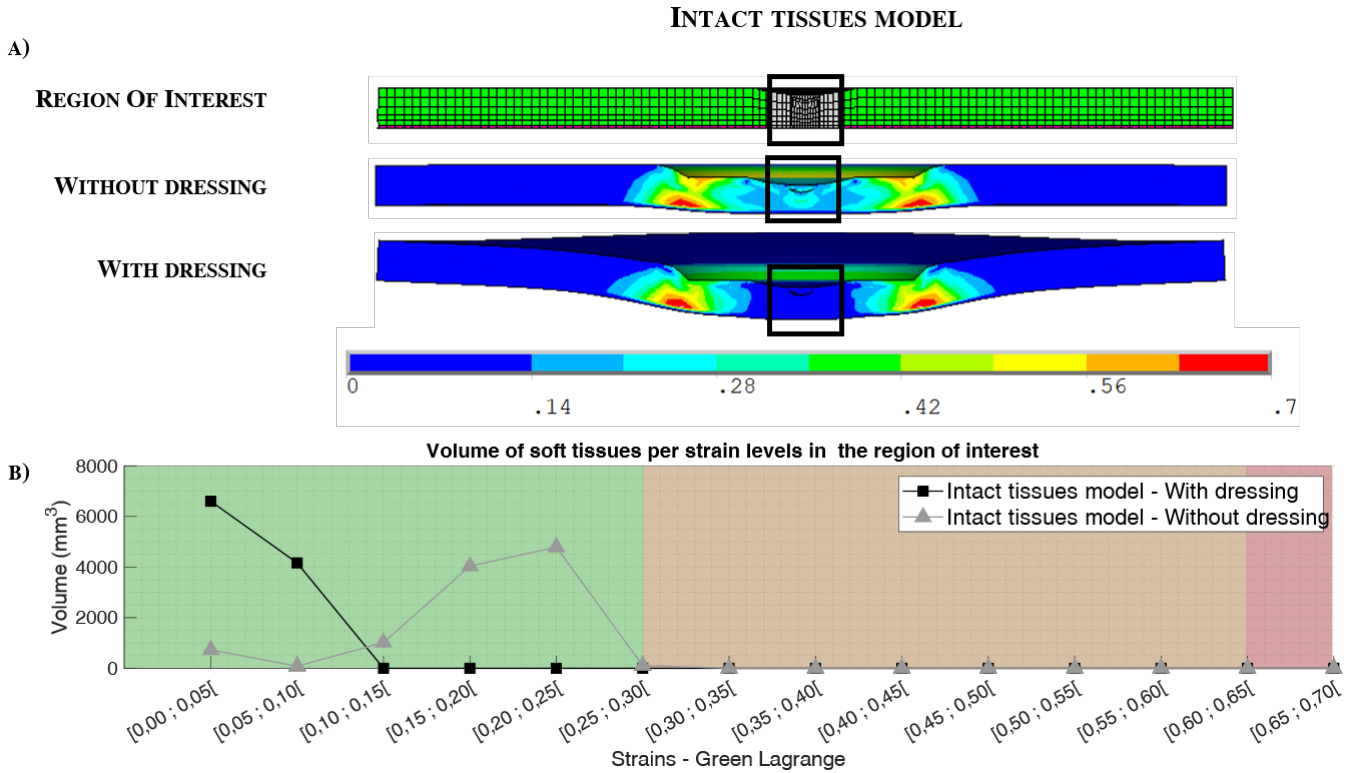 INTACT TISSUES MODEL
A)
REGION OF INTEREST
WITHOUT DRESSING
WITH DRESSING
0 .14 .28 .42 .56 .7
B)
Volume of soft tissues per strain levels in the region of interest
Volume (mm³)
8000
6000
4000
2000
0
Intact tissues model - With dressing
Intact tissues model - Without dressing
[0,00 ; 0,05[
[0,05 ; 0,10[
[0,10 ; 0,15[
[0,15 ; 0,20[
[0,20 ; 0,25[
[0,25 ; 0,30[
[0,30 ; 0,35[
[0,35 ; 0,40[
[0,40 ; 0,45[
[0,45 ; 0,50[
[0,50 ; 0,55[
[0,55 ; 0,60[
[0,60 ; 0,65[
[0,65 ; 0,70[
Strains - Green Lagrange